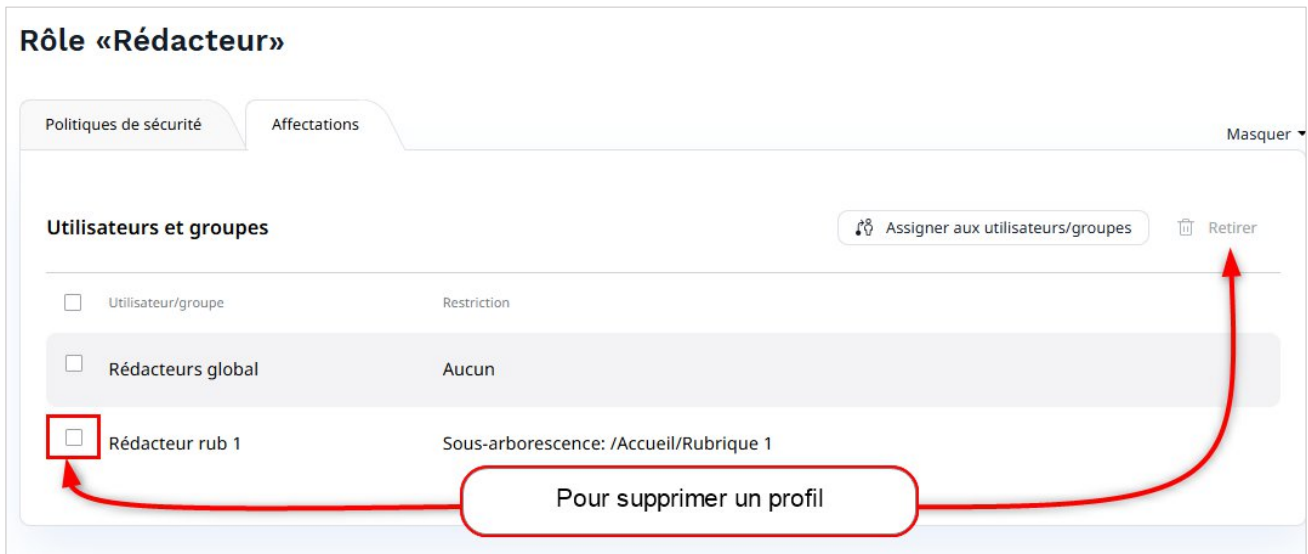 Rôle «Rédacteur»
Politiques de sécurité
Affectations
Masquer
Utilisateurs et groupes
Assigner aux utilisateurs/groupes
Retirer
Utilisateur/groupe
Restriction
Rédacteurs global
Aucun
Rédacteur rub 1
Sous-arborescence: /Accueil/Rubrique 1
Pour supprimer un profil